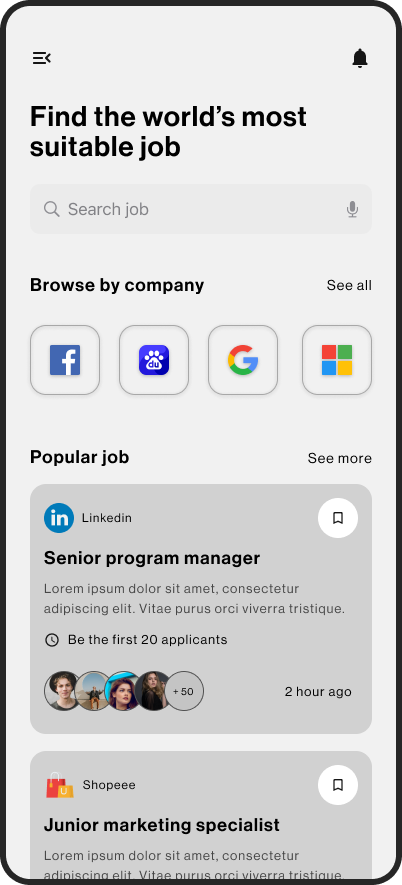 Find the world’s most
suitable job
Search job
Browse by company
See all
f
du
G
Popular job
See more
in
Linkedin
Senior program manager
Lorem ipsum dolor sit amet, consectetur
adipiscing elit. Vitae purus orci viverra tristique.
Be the first 20 applicants
+ 50
2 hour ago
U
Shopeee
Junior marketing specialist
Lorem ipsum dolor sit amet, consectetur
adipiscing elit. Vitae purus orci viverra tristique.